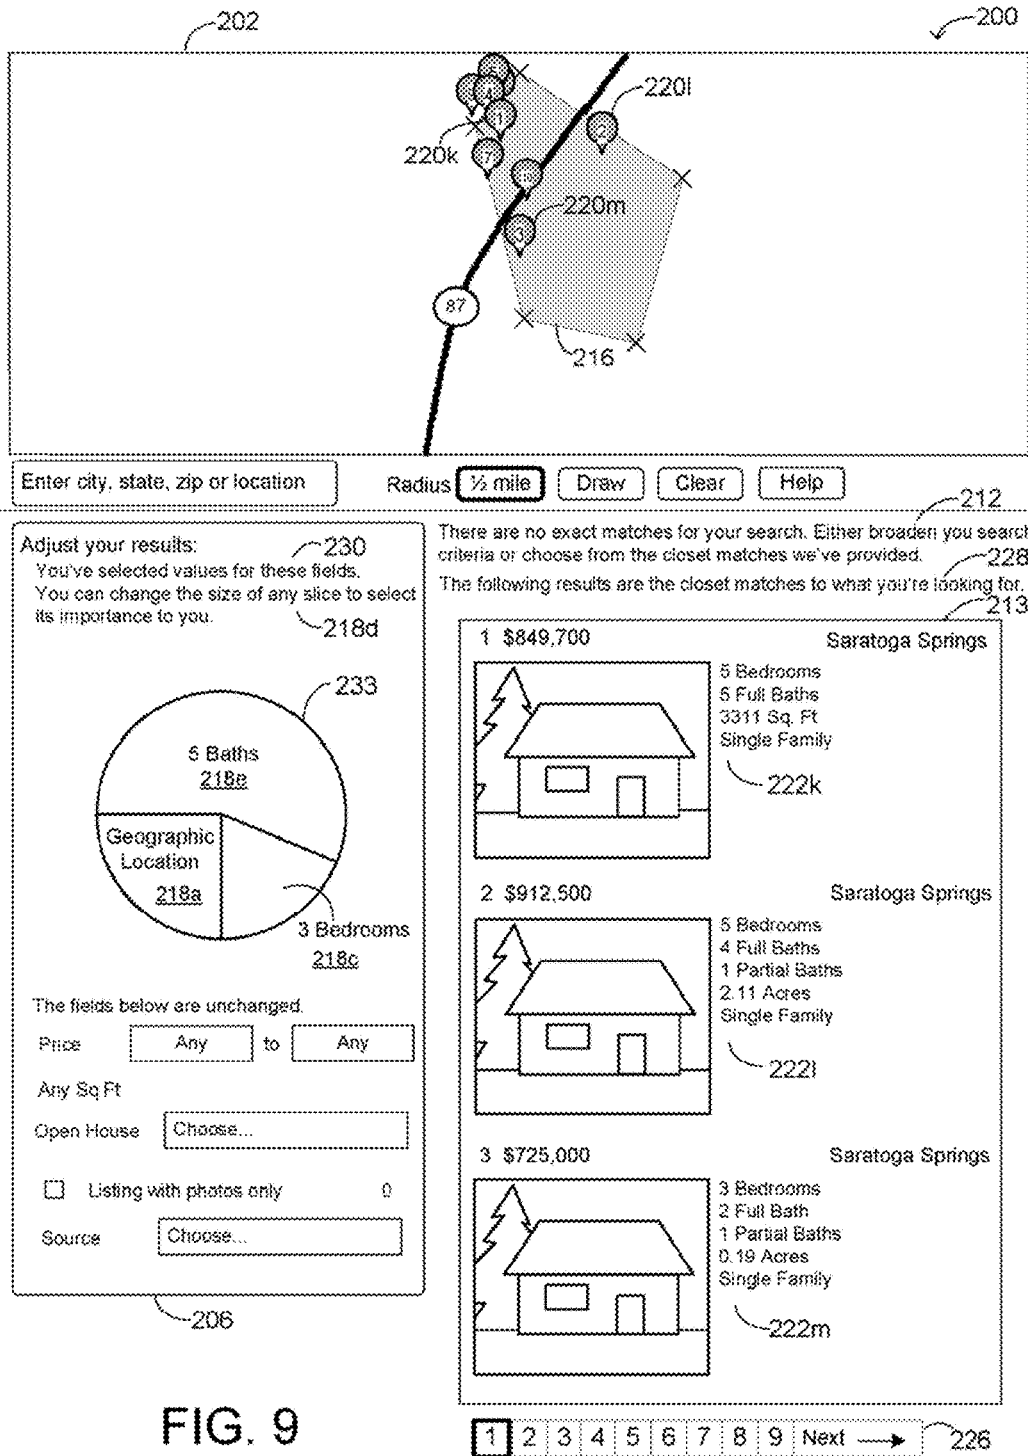 202
200
4
1
2
220l
220k
7
220m
3
87
216
Enter city, state, zip or location
Radius
½ mile
Draw
Clear
Help
212
There are no exact matches for your search. Either broaden you search
criteria or choose from the closet matches we've provided.
228
The following results are the closet matches to what you're looking for.
213
Adjust your results:
230
You've selected values for these fields.
You can change the size of any slice to select
its importance to you.
218d
233
5 Baths
218e
Geographic
Location
218a
3 Bedrooms
218c
The fields below are unchanged.
Price
Any
to
Any
Any Sq Ft
Open House
Choose...
Listing with photos only
0
Source
Choose...
206
1 $849,700
Saratoga Springs
5 Bedrooms
5 Full Baths
3311 Sq. Ft
Single Family
222k
2 $912,500
Saratoga Springs
5 Bedrooms
4 Full Baths
1 Partial Baths
2.11 Acres
Single Family
222l
3 $725,000
Saratoga Springs
3 Bedrooms
2 Full Bath
1 Partial Baths
0.19 Acres
Single Family
222m
FIG. 9
1 2 3 4 5 6 7 8 9 Next
226